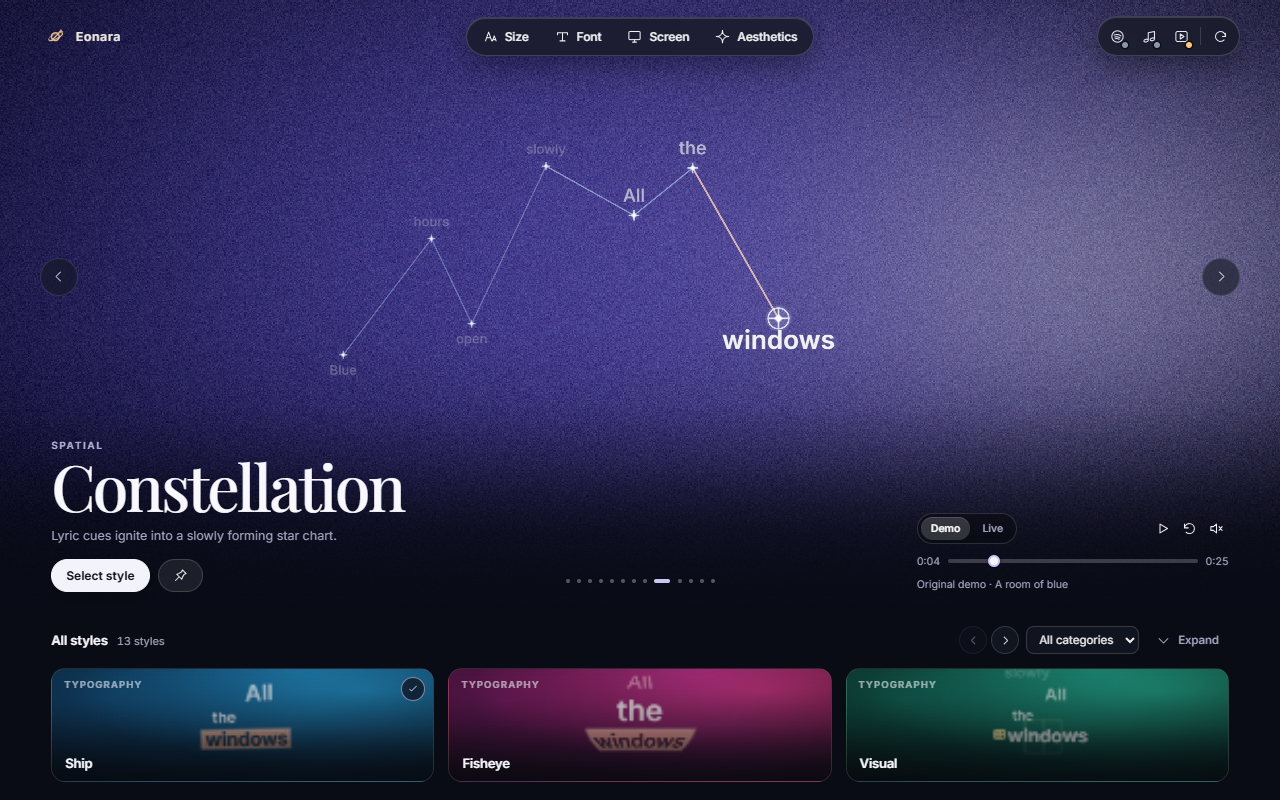 Eonara
Size Font Screen Aesthetics
slowly
the
All
hours
open
windows
Blue
SPATIAL
Constellation
Lyric cues ignite into a slowly forming star chart.
Select style
Demo Live
0:04 0:25
Original demo · A room of blue
All styles 13 styles
All categories Expand
TYPOGRAPHY
All
the
windows
Ship
TYPOGRAPHY
All
the
windows
Fisheye
TYPOGRAPHY
slowly
All
the
windows
Visual